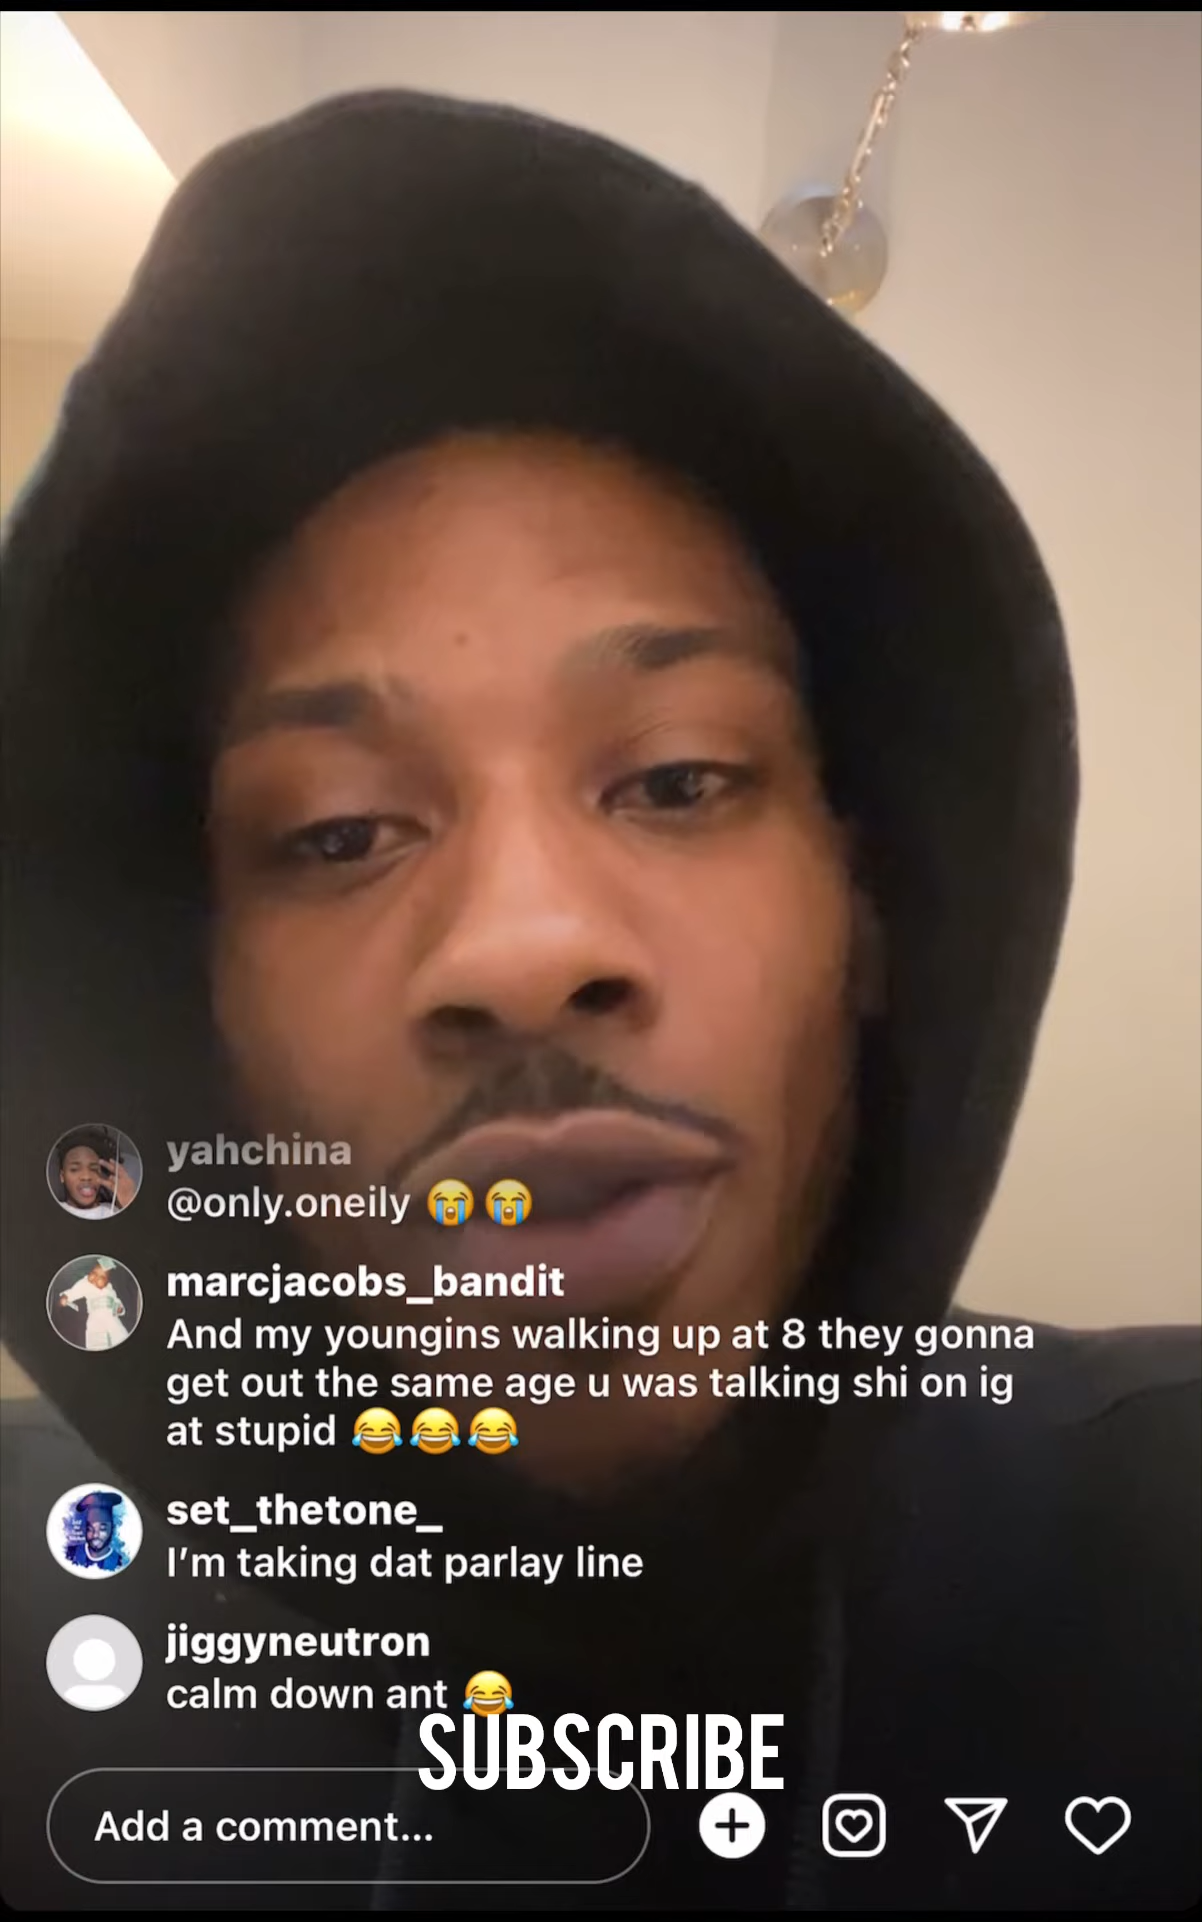 yahchina
@only.oneily 😭😭
marcjacobs_bandit
And my youngins walking up at 8 they gonna
get out the same age u was talking shi on ig
at stupid 😂😂😂
set_thetone_
I’m taking dat parlay line
jiggyneutron
calm down ant 😂
SUBSCRIBE
Add a comment...